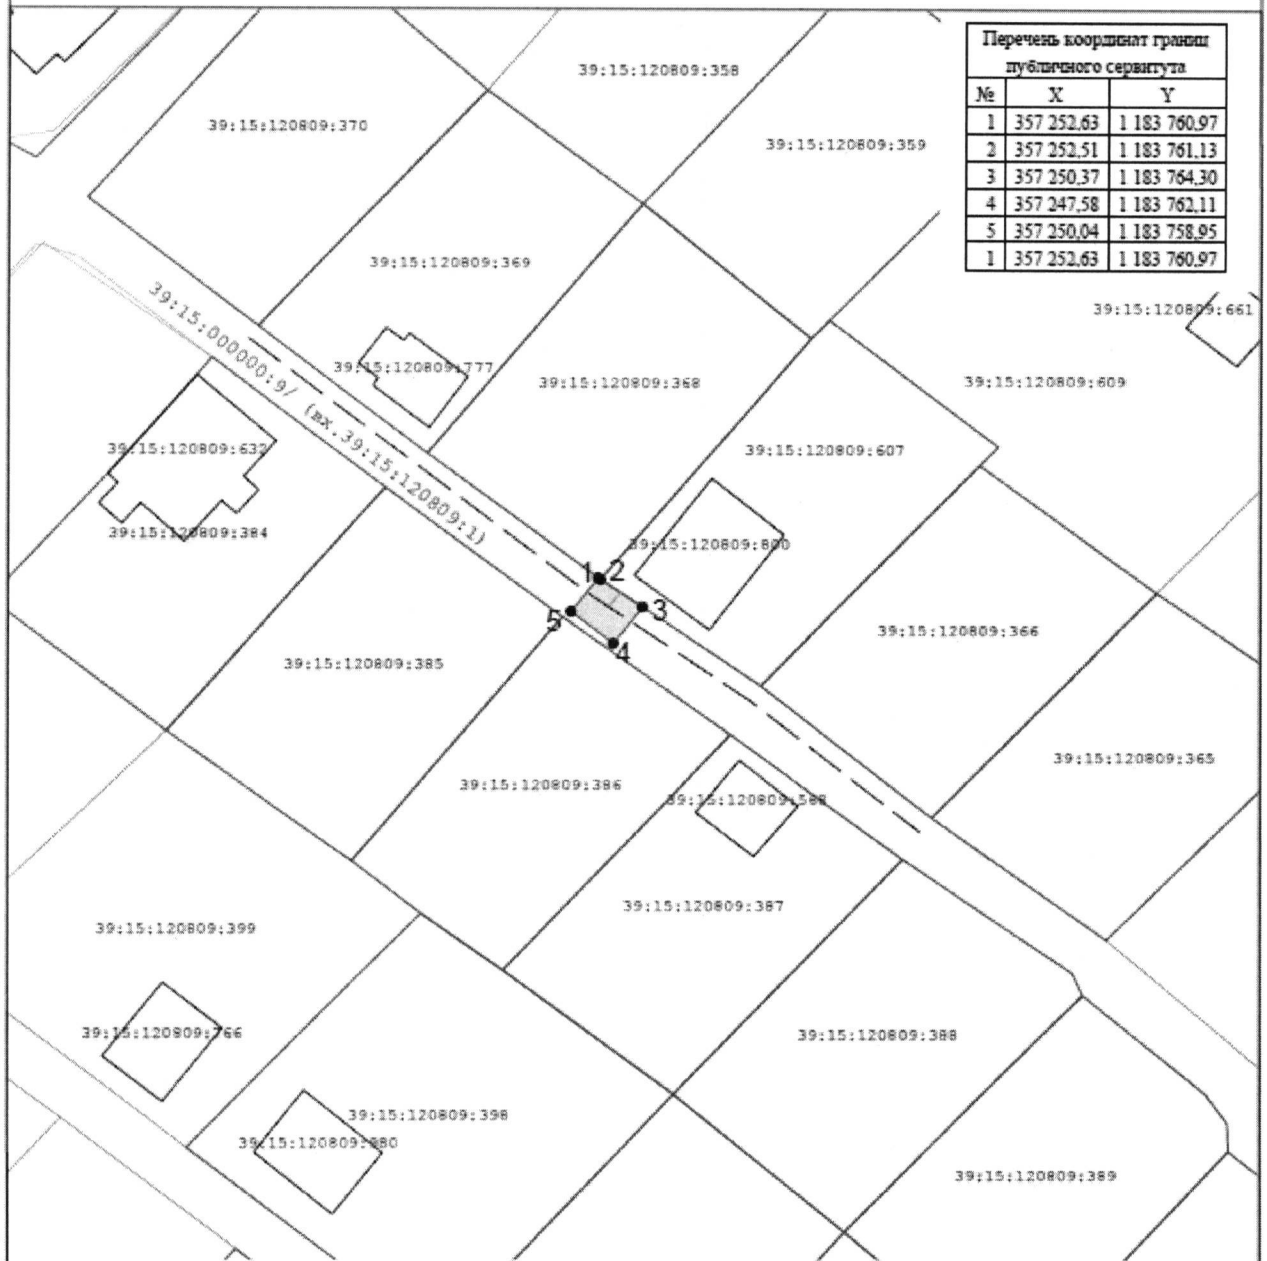 Перечень координат границ
публичного сервитута
№ X Y
1 357 252,63 1 183 760,97
2 357 252,51 1 183 761,13
3 357 250,37 1 183 764,30
4 357 247,58 1 183 762,11
5 357 250,04 1 183 758,95
1 357 252,63 1 183 760,97
39:15:120809:358
39:15:120809:370
39:15:120809:359
39:15:120809:369
39:15:120809:661
39:15:000000:9/ (вх.39:15:120809:1)
39:15:120809:777
39:15:120809:368
39:15:120809:609
39:15:120809:632
39:15:120809:607
39:15:120809:384
39:15:120809:800
1 2
3
5
4
39:15:120809:366
39:15:120809:385
39:15:120809:365
39:15:120809:386
39:15:120809:588
39:15:120809:387
39:15:120809:399
39:15:120809:766
39:15:120809:388
39:15:120809:398
39:15:120809:980
39:15:120809:389